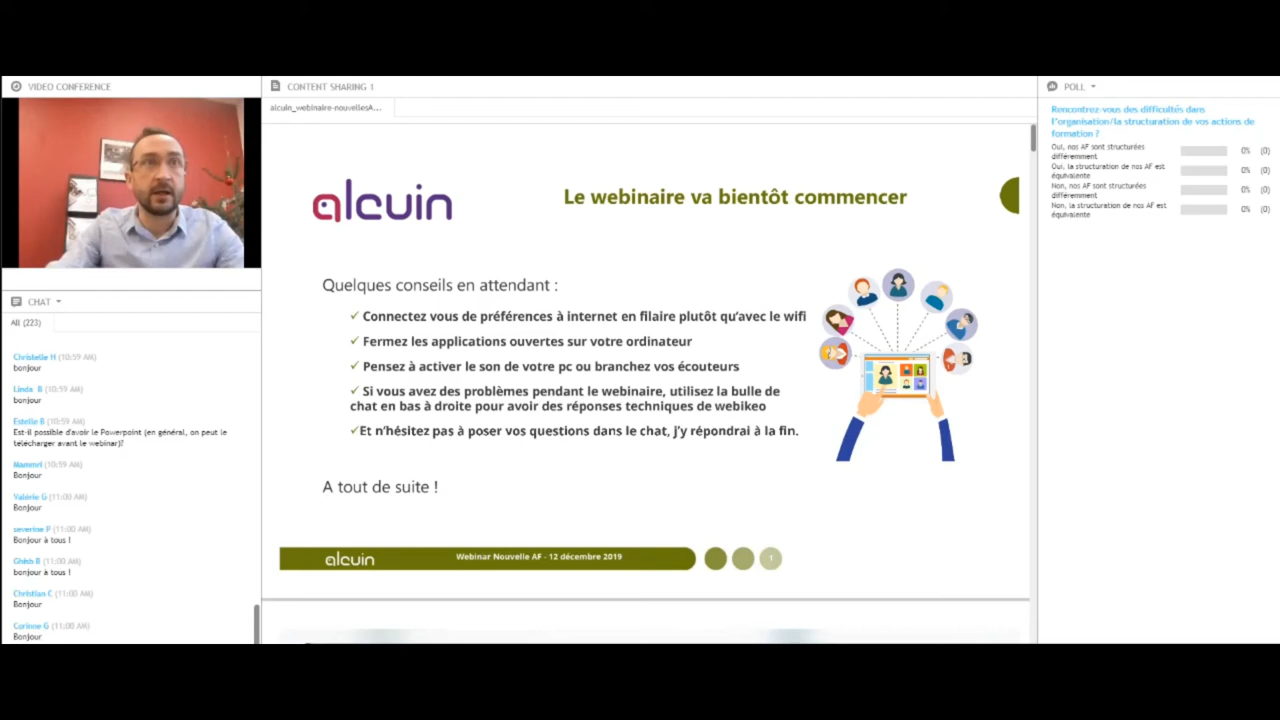 VIDEO CONFERENCE
CHAT
All (223)
Christelle H (10:59 AM)
bonjour
Linda B (10:59 AM)
bonjour
Estelle B (10:59 AM)
Est-il possible d'avoir le Powerpoint (en général, on peut le
télécharger avant le webinar)?
Mammri (10:59 AM)
Bonjour
Valérie G (11:00 AM)
Bonjour
severine P (11:00 AM)
Bonjour à tous !
Ghisb B (11:00 AM)
bonjour à tous !
Christian C (11:00 AM)
Bonjour
Corinne G (11:00 AM)
Bonjour
CONTENT SHARING 1
alcuin_webinaire-nouvellesA...
alcuin
Le webinaire va bientôt commencer
Quelques conseils en attendant :
✓ Connectez vous de préférences à internet en filaire plutôt qu'avec le wifi
✓ Fermez les applications ouvertes sur votre ordinateur
✓ Pensez à activer le son de votre pc ou branchez vos écouteurs
✓ Si vous avez des problèmes pendant le webinaire, utilisez la bulle de
chat en bas à droite pour avoir des réponses techniques de webikeo
✓Et n'hésitez pas à poser vos questions dans le chat, j'y répondrai à la fin.
A tout de suite !
alcuin
Webinar Nouvelle AF - 12 décembre 2019
1
POLL
Rencontrez-vous des difficultés dans
l'organisation/la structuration de vos actions de
formation ?
Oui, nos AF sont structurées
différemment
0% (0)
Oui, la structuration de nos AF est
équivalente
0% (0)
Non, nos AF sont structurées
différemment
0% (0)
Non, la structuration de nos AF est
équivalente
0% (0)